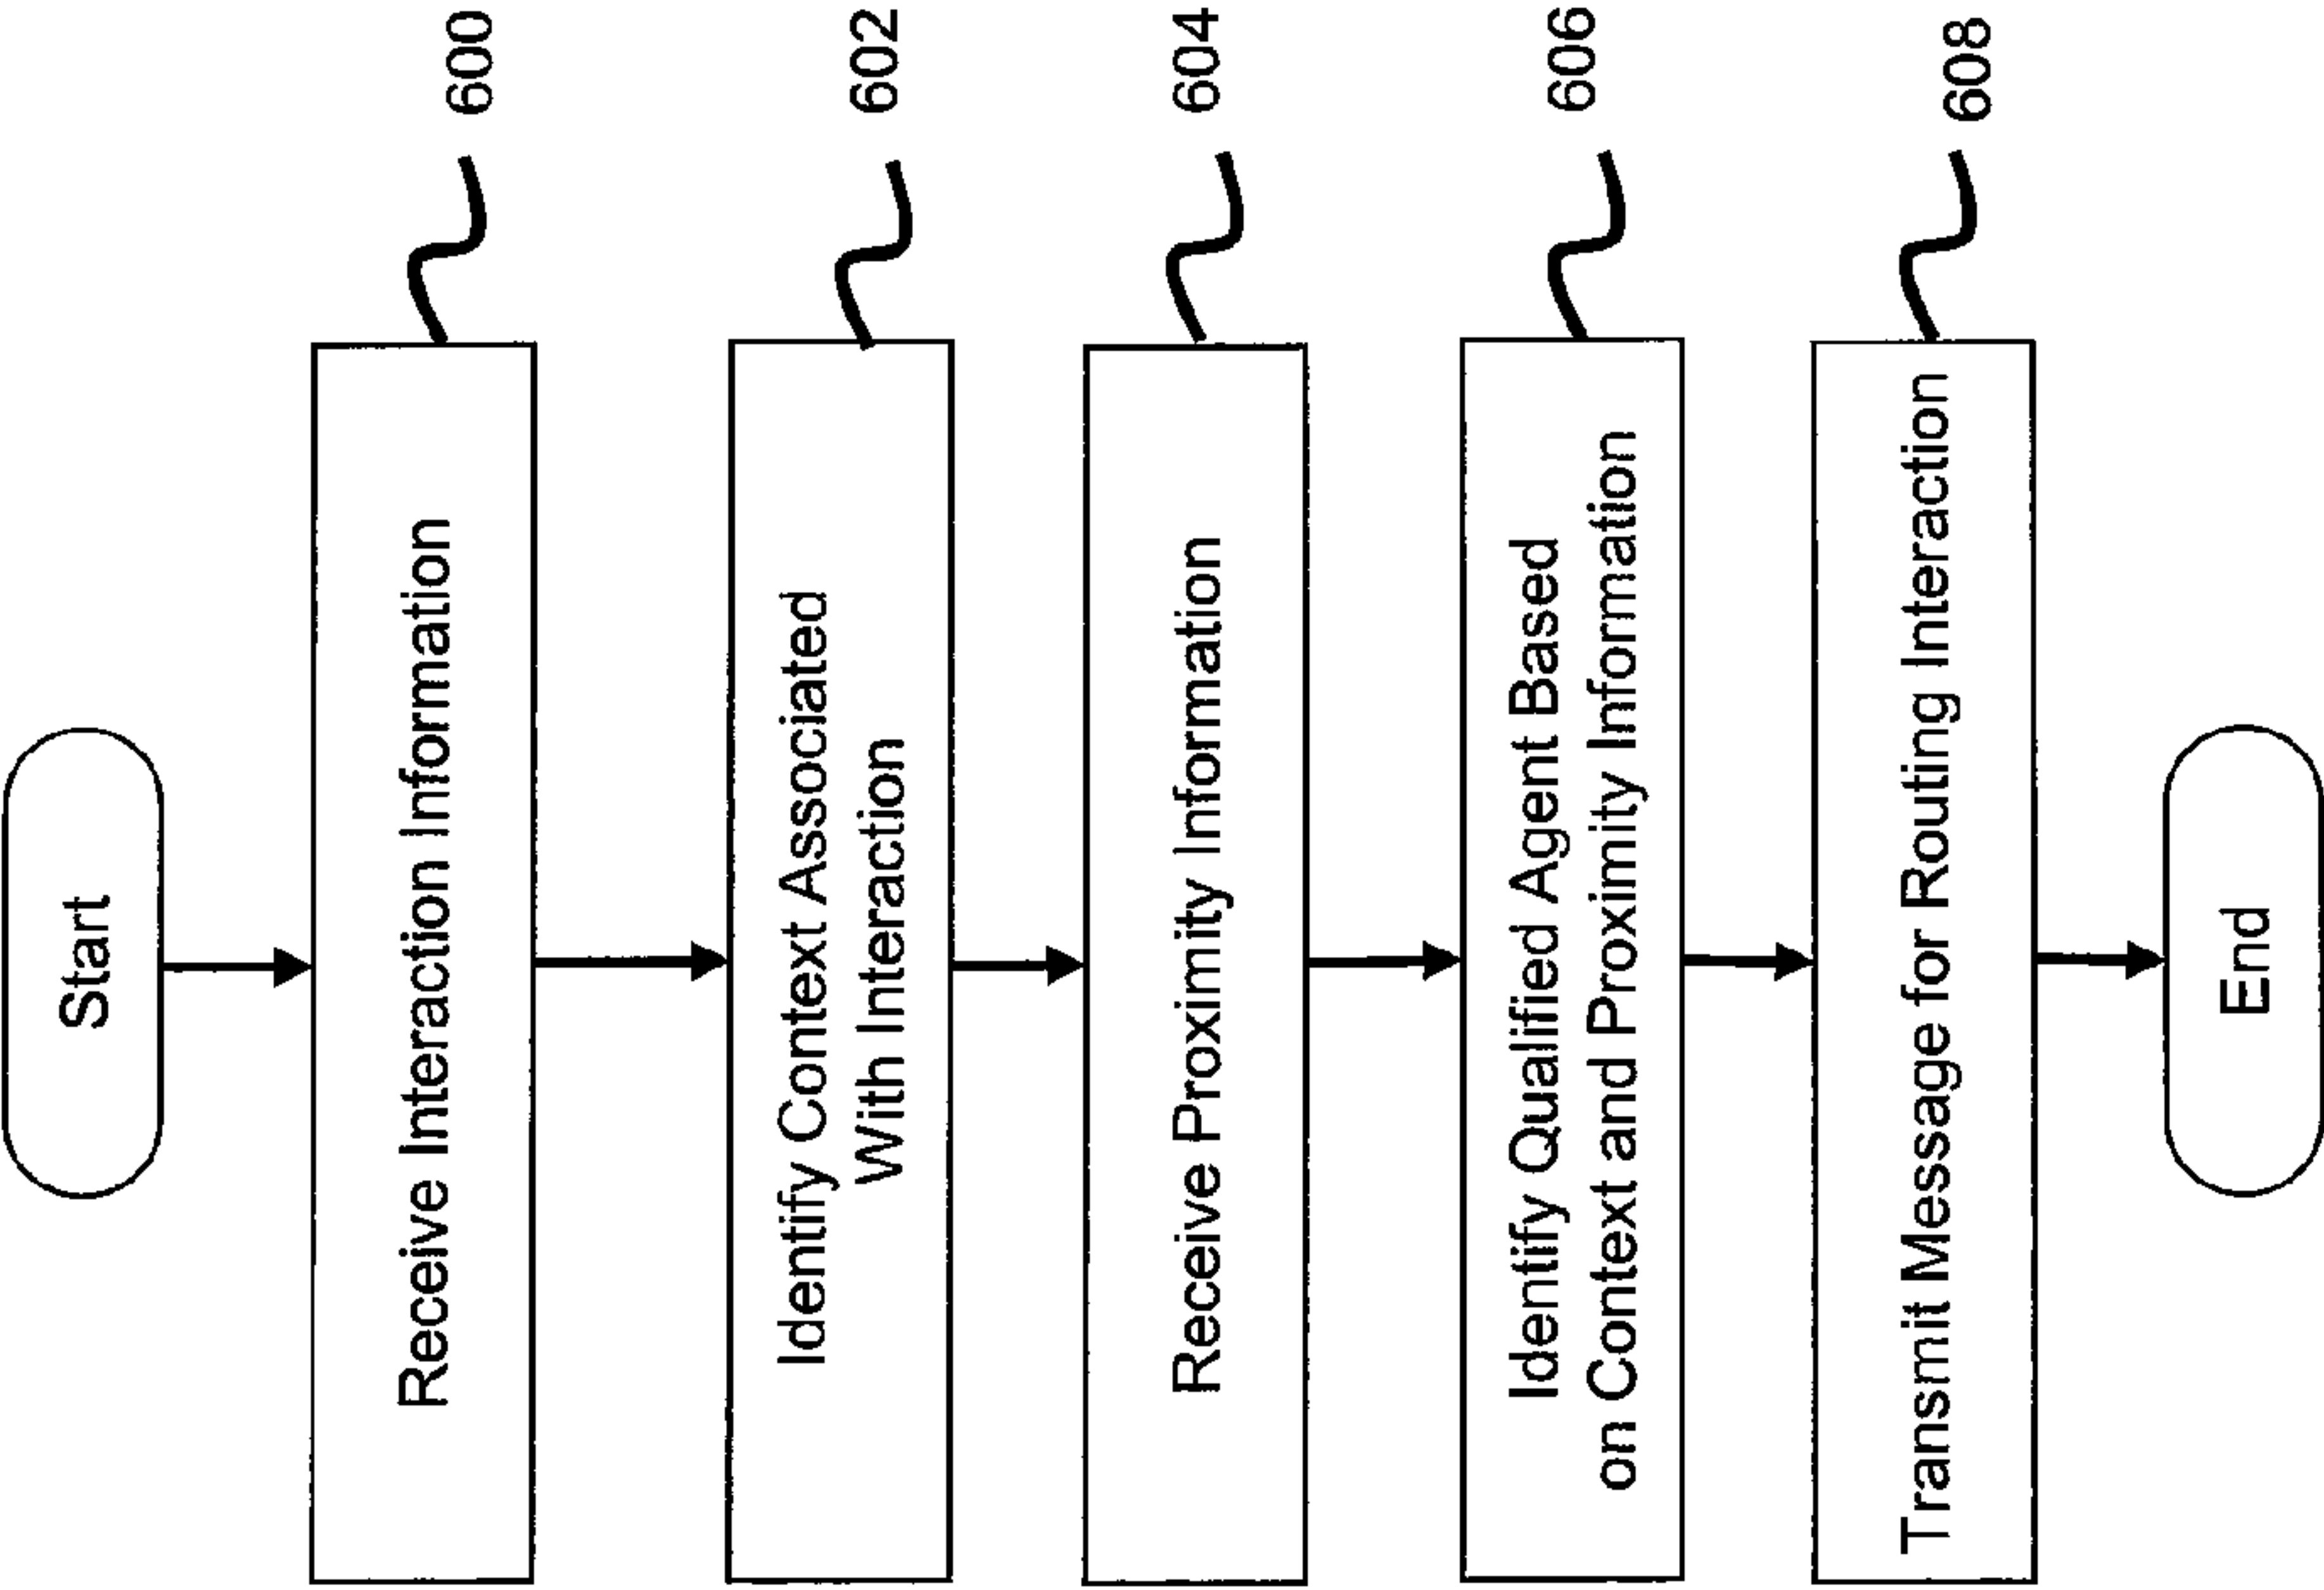 Start
Receive Interaction Information
600
Identify Context Associated
With Interaction
602
Receive Proximity Information
604
Identify Qualified Agent Based
on Context and Proximity Information
606
Transmit Message for Routing Interaction
608
End